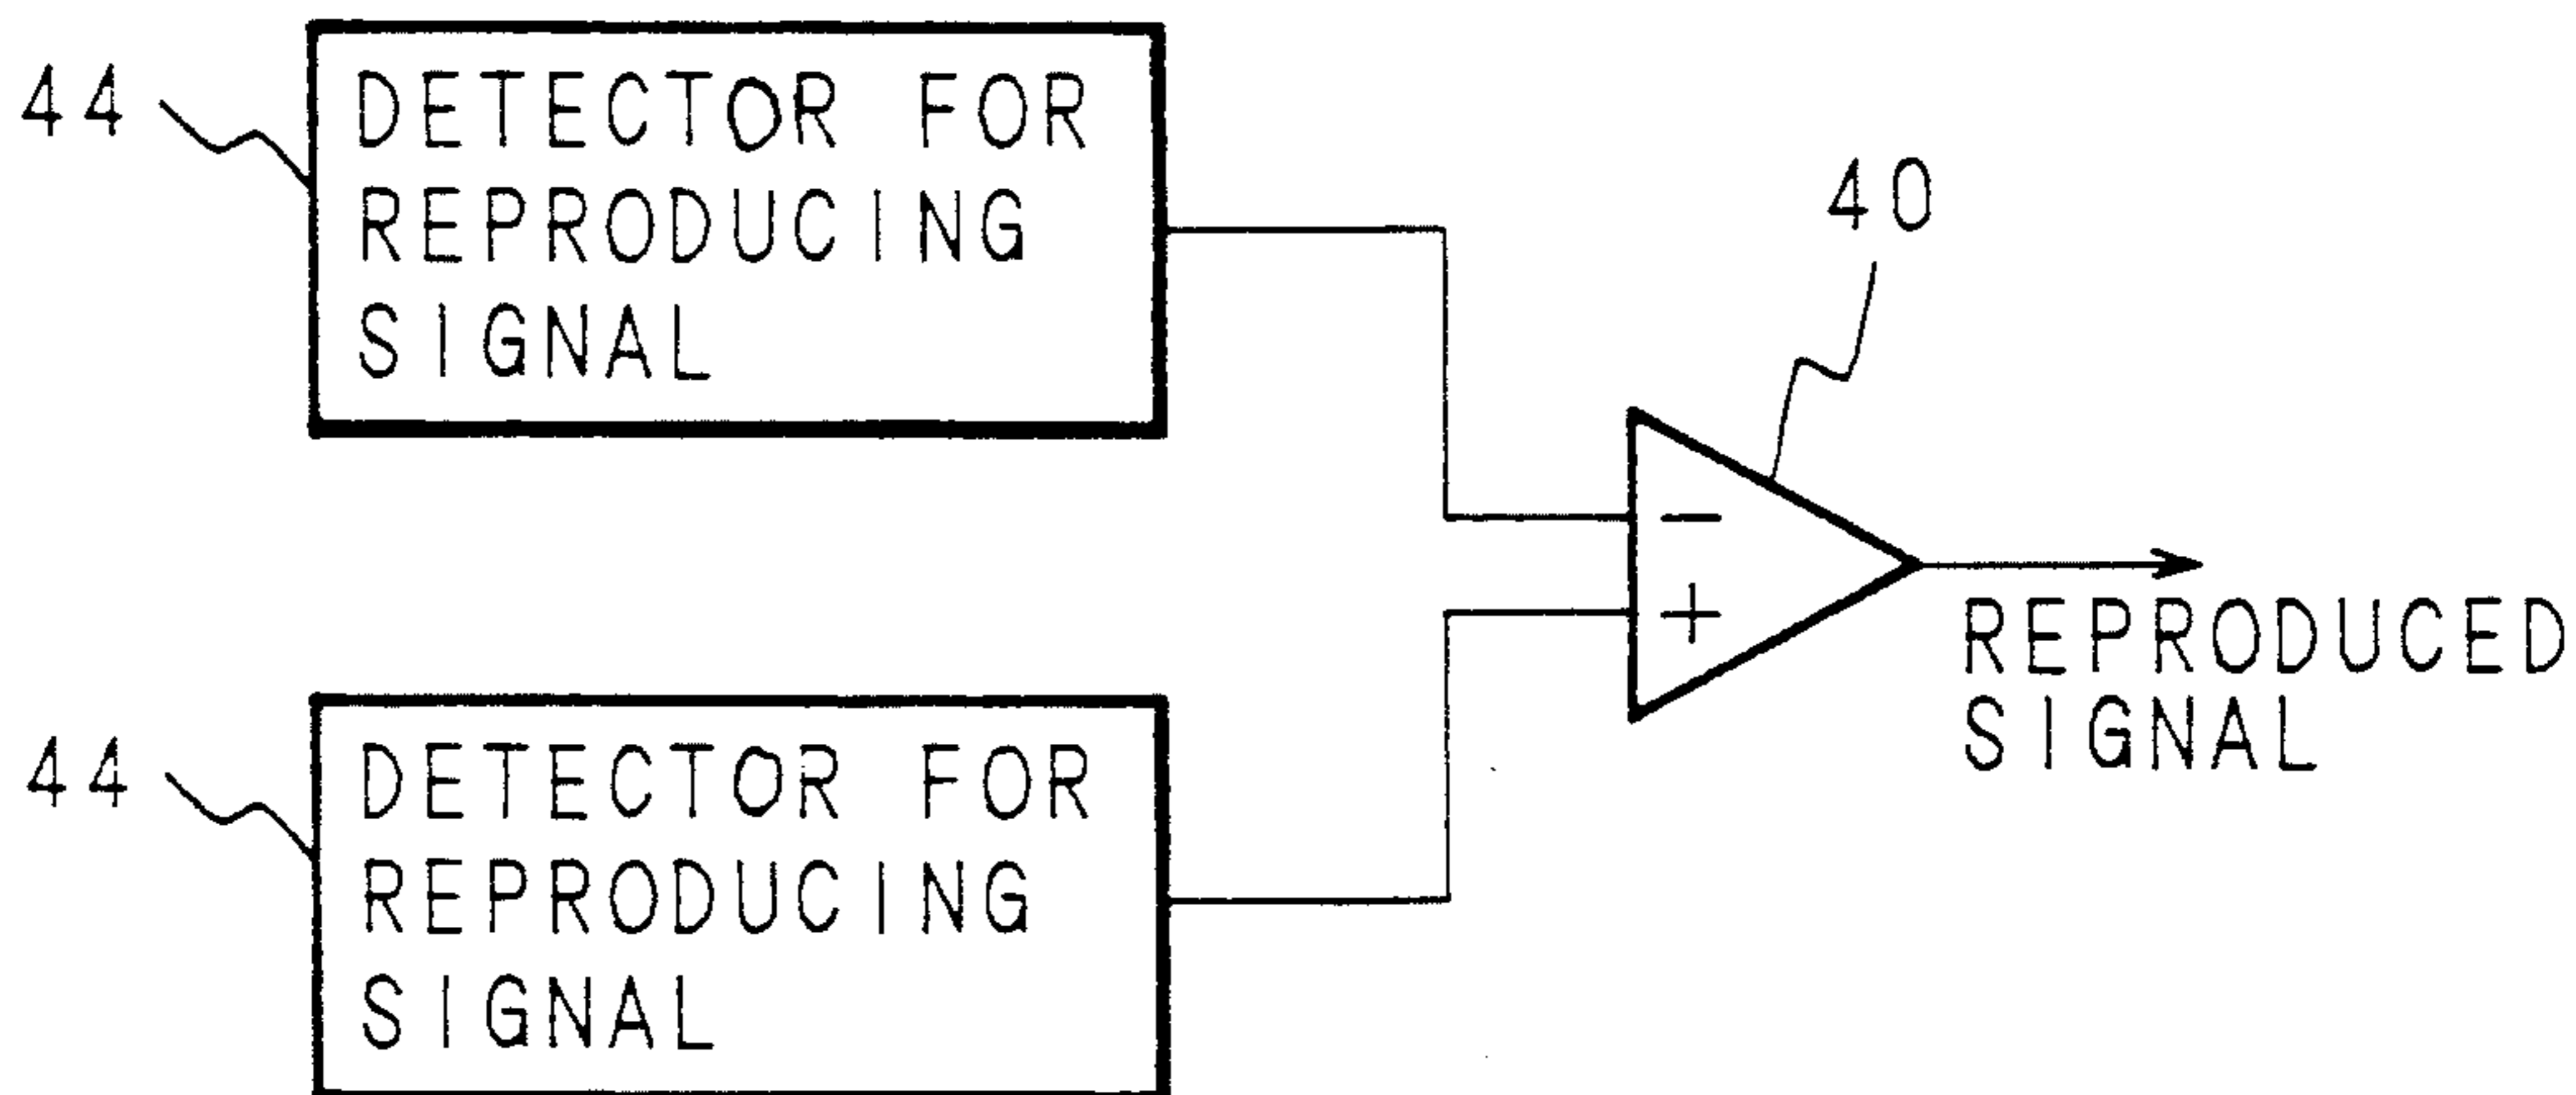 44
DETECTOR FOR
REPRODUCING
SIGNAL
40
-
+
REPRODUCED
SIGNAL
44
DETECTOR FOR
REPRODUCING
SIGNAL